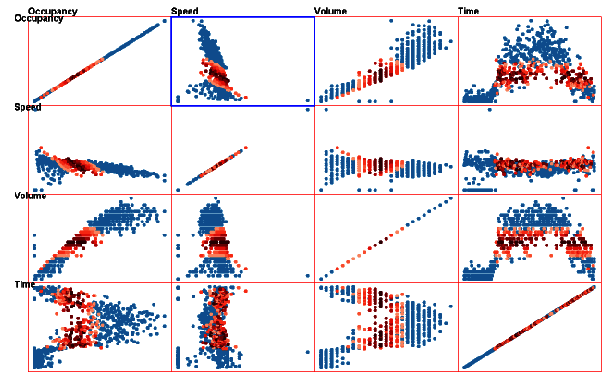 Occupancy Speed Volume Time
Occupancy
Speed
Volume
Time